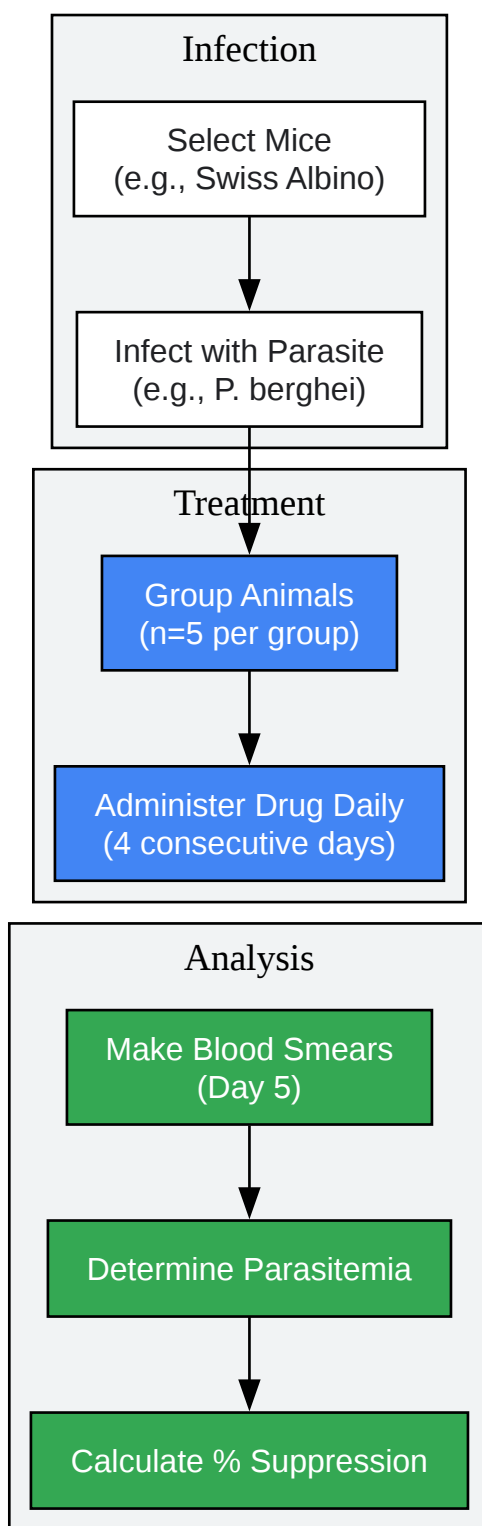 Infection
Select Mice
(e.g., Swiss Albino)
Infect with Parasite
(e.g., P. berghei)
Treatment
Group Animals
(n=5 per group)
Administer Drug Daily
(4 consecutive days)
Analysis
Make Blood Smears
(Day 5)
Determine Parasitemia
Calculate % Suppression